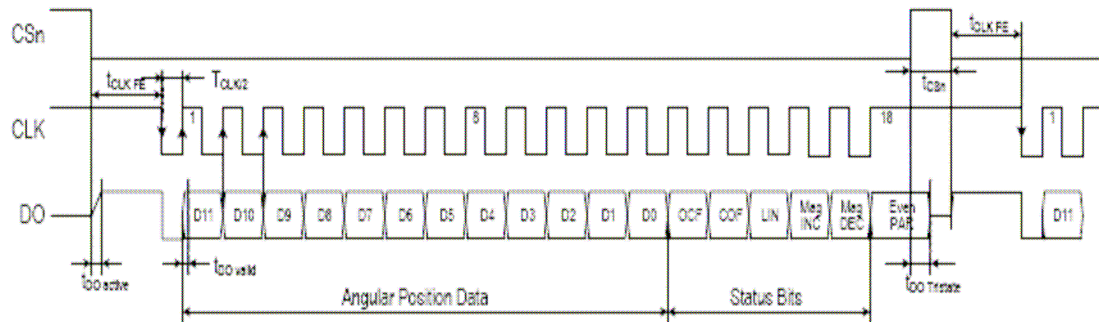 CSn
tCLK FE
tCLK FE
TCLK/2
tCSn
CLK
1
8
18
1
DO
D11
D10
D9
D8
D7
D6
D5
D4
D3
D2
D1
D0
OCF
COF
LIN
Mag INC
Mag DEC
Even PAR
D11
tDO active
tDO valid
tDO Tristate
Angular Position Data
Status Bits